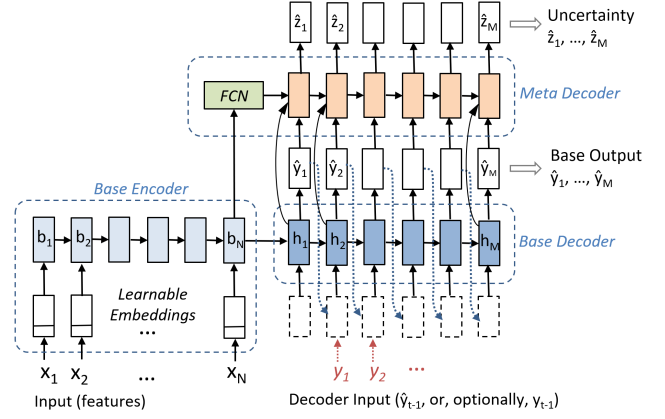 ẑ1 ẑ2 ẑM
Uncertainty
ẑ1, ..., ẑM
FCN
Meta Decoder
ŷ1 ŷ2 ŷM
Base Output
ŷ1, ..., ŷM
Base Encoder
b1 b2 bN
h1 h2 hM
Base Decoder
Learnable
Embeddings
...
...
x1 x2 ... xN
y1 y2
Input (features)
Decoder Input (ŷt-1, or, optionally, yt-1)